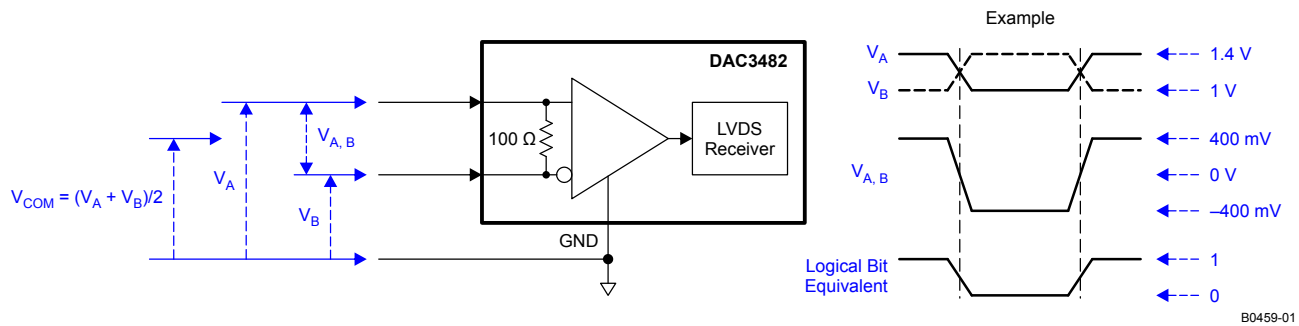 Example
DAC3482
100 Ω
LVDS
Receiver
GND
V_A, B
V_A
V_B
V_COM = (V_A + V_B)/2
V_A
V_B
1.4 V
1 V
V_A, B
400 mV
0 V
–400 mV
Logical Bit
Equivalent
1
0
B0459-01